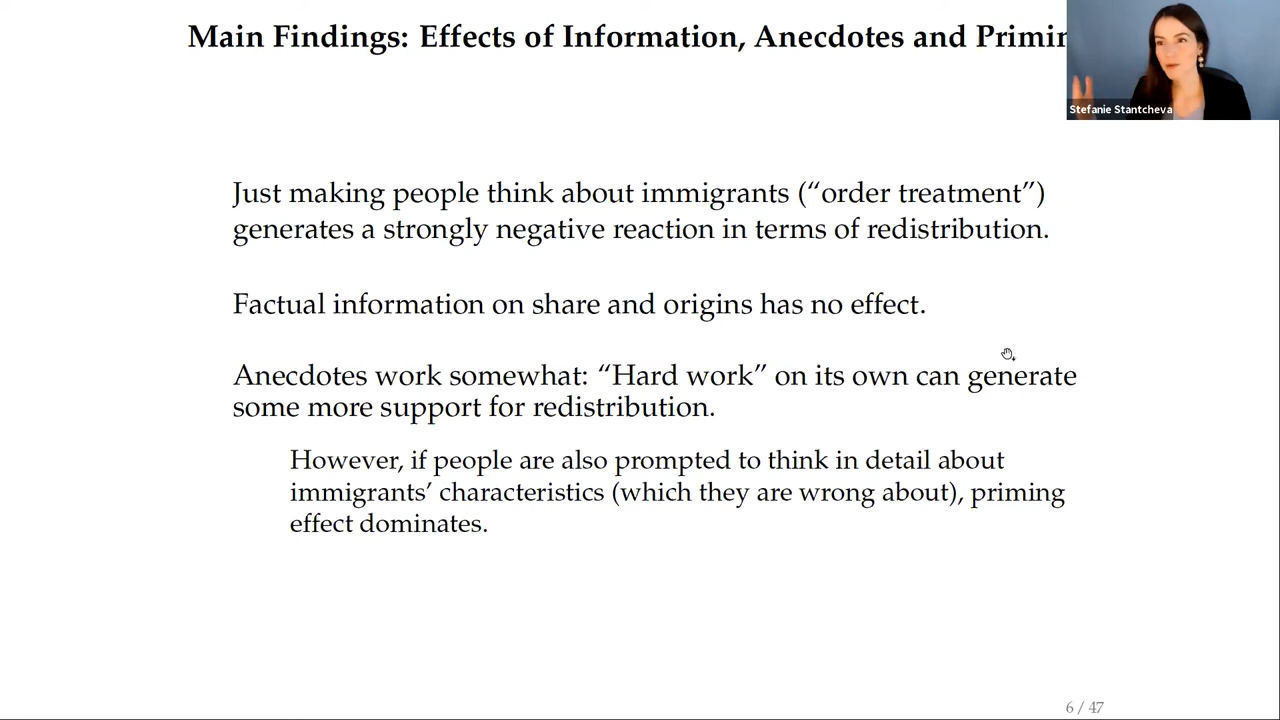 Main Findings: Effects of Information, Anecdotes and Primin
Stefanie Stantcheva
Just making people think about immigrants (“order treatment”)
generates a strongly negative reaction in terms of redistribution.
Factual information on share and origins has no effect.
Anecdotes work somewhat: “Hard work” on its own can generate
some more support for redistribution.
However, if people are also prompted to think in detail about
immigrants’ characteristics (which they are wrong about), priming
effect dominates.
6 / 47